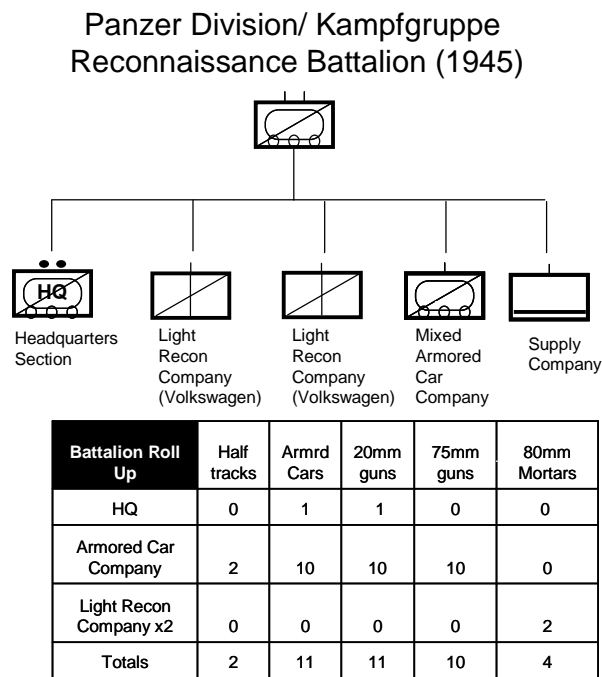 Panzer Division/ Kampfgruppe
Reconnaissance Battalion (1945)
HQ
Headquarters
Section
Light
Recon
Company
(Volkswagen)
Light
Recon
Company
(Volkswagen)
Mixed
Armored
Car
Company
Supply
Company
Battalion Roll
Up
Half
tracks
Armrd
Cars
20mm
guns
75mm
guns
80mm
Mortars
HQ 0 1 1 0 0
Armored Car
Company 2 10 10 10 0
Light Recon
Company x2 0 0 0 0 2
Totals 2 11 11 10 4